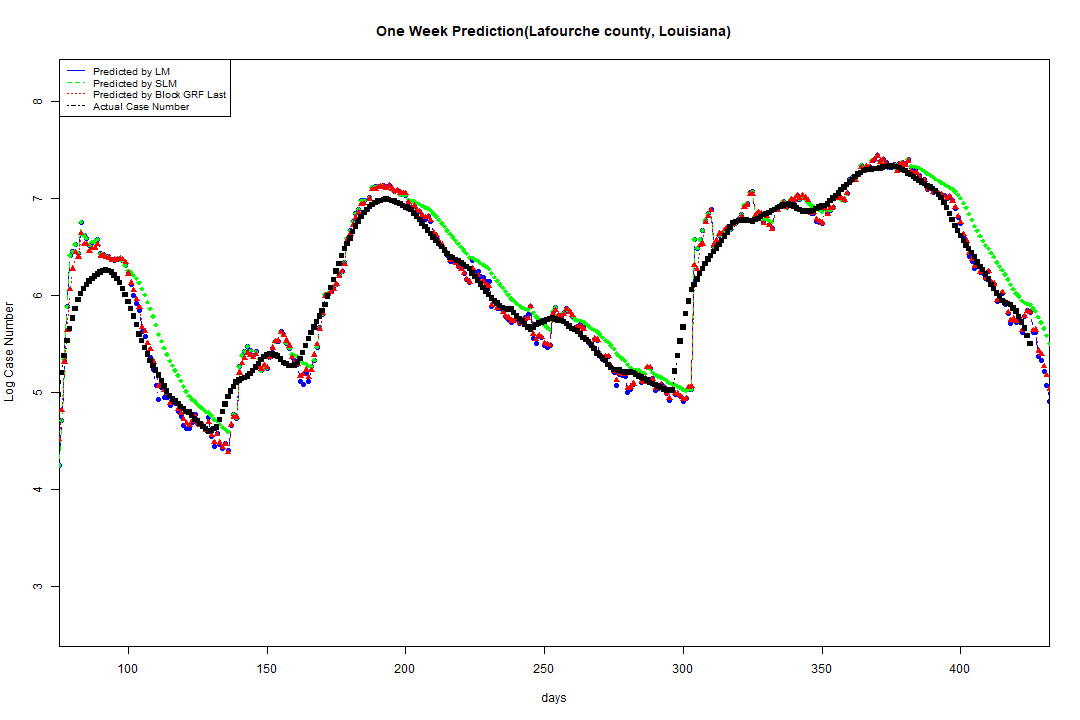 One Week Prediction(Lafourche county, Louisiana)
Predicted by LM
Predicted by SLM
Predicted by Block GRF Last
Actual Case Number
Log Case Number
8
7
6
5
4
3
100 150 200 250 300 350 400
days